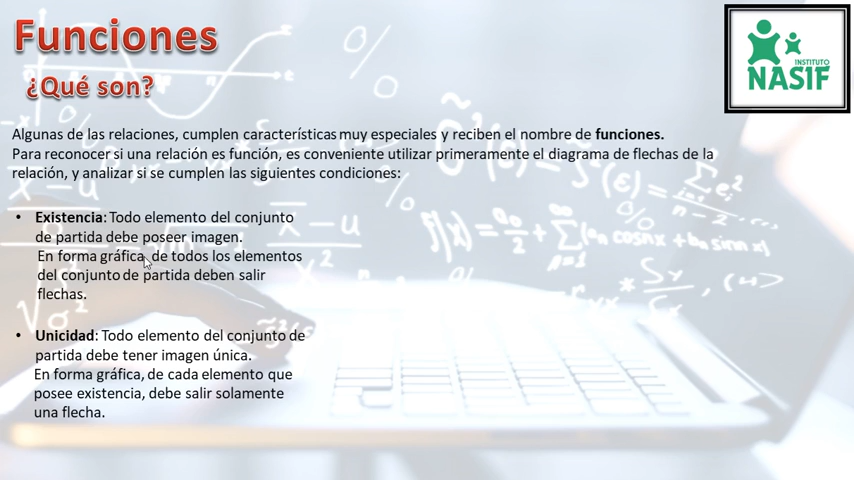 Funciones
¿Qué son?
INSTITUTO
NASIF
Algunas de las relaciones, cumplen características muy especiales y reciben el nombre de funciones.
Para reconocer si una relación es función, es conveniente utilizar primeramente el diagrama de flechas de la
relación, y analizar si se cumplen las siguientes condiciones:
• Existencia: Todo elemento del conjunto
de partida debe poseer imagen.
En forma gráfica, de todos los elementos
del conjunto de partida deben salir
flechas.
• Unicidad: Todo elemento del conjunto de
partida debe tener imagen única.
En forma gráfica, de cada elemento que
posee existencia, debe salir solamente
una flecha.